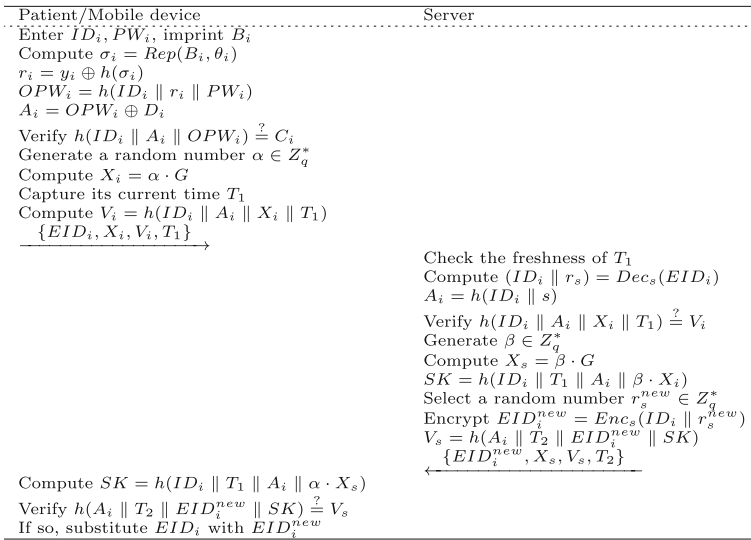 Patient/Mobile device Server
Enter ID_i, PW_i, imprint B_i
Compute σ_i = Rep(B_i, θ_i)
r_i = y_i ⊕ h(σ_i)
OPW_i = h(ID_i ∥ r_i ∥ PW_i)
A_i = OPW_i ⊕ D_i
Verify h(ID_i ∥ A_i ∥ OPW_i) ≟ C_i
Generate a random number α ∈ Z_q^*
Compute X_i = α · G
Capture its current time T_1
Compute V_i = h(ID_i ∥ A_i ∥ X_i ∥ T_1)
{EID_i, X_i, V_i, T_1}
Check the freshness of T_1
Compute (ID_i ∥ r_s) = Dec_s(EID_i)
A_i = h(ID_i ∥ s)
Verify h(ID_i ∥ A_i ∥ X_i ∥ T_1) ≟ V_i
Generate β ∈ Z_q^*
Compute X_s = β · G
SK = h(ID_i ∥ T_1 ∥ A_i ∥ β · X_i)
Select a random number r_s^{new} ∈ Z_q^*
Encrypt EID_i^{new} = Enc_s(ID_i ∥ r_s^{new})
V_s = h(A_i ∥ T_2 ∥ EID_i^{new} ∥ SK)
{EID_i^{new}, X_s, V_s, T_2}
Compute SK = h(ID_i ∥ T_1 ∥ A_i ∥ α · X_s)
Verify h(A_i ∥ T_2 ∥ EID_i^{new} ∥ SK) ≟ V_s
If so, substitute EID_i with EID_i^{new}